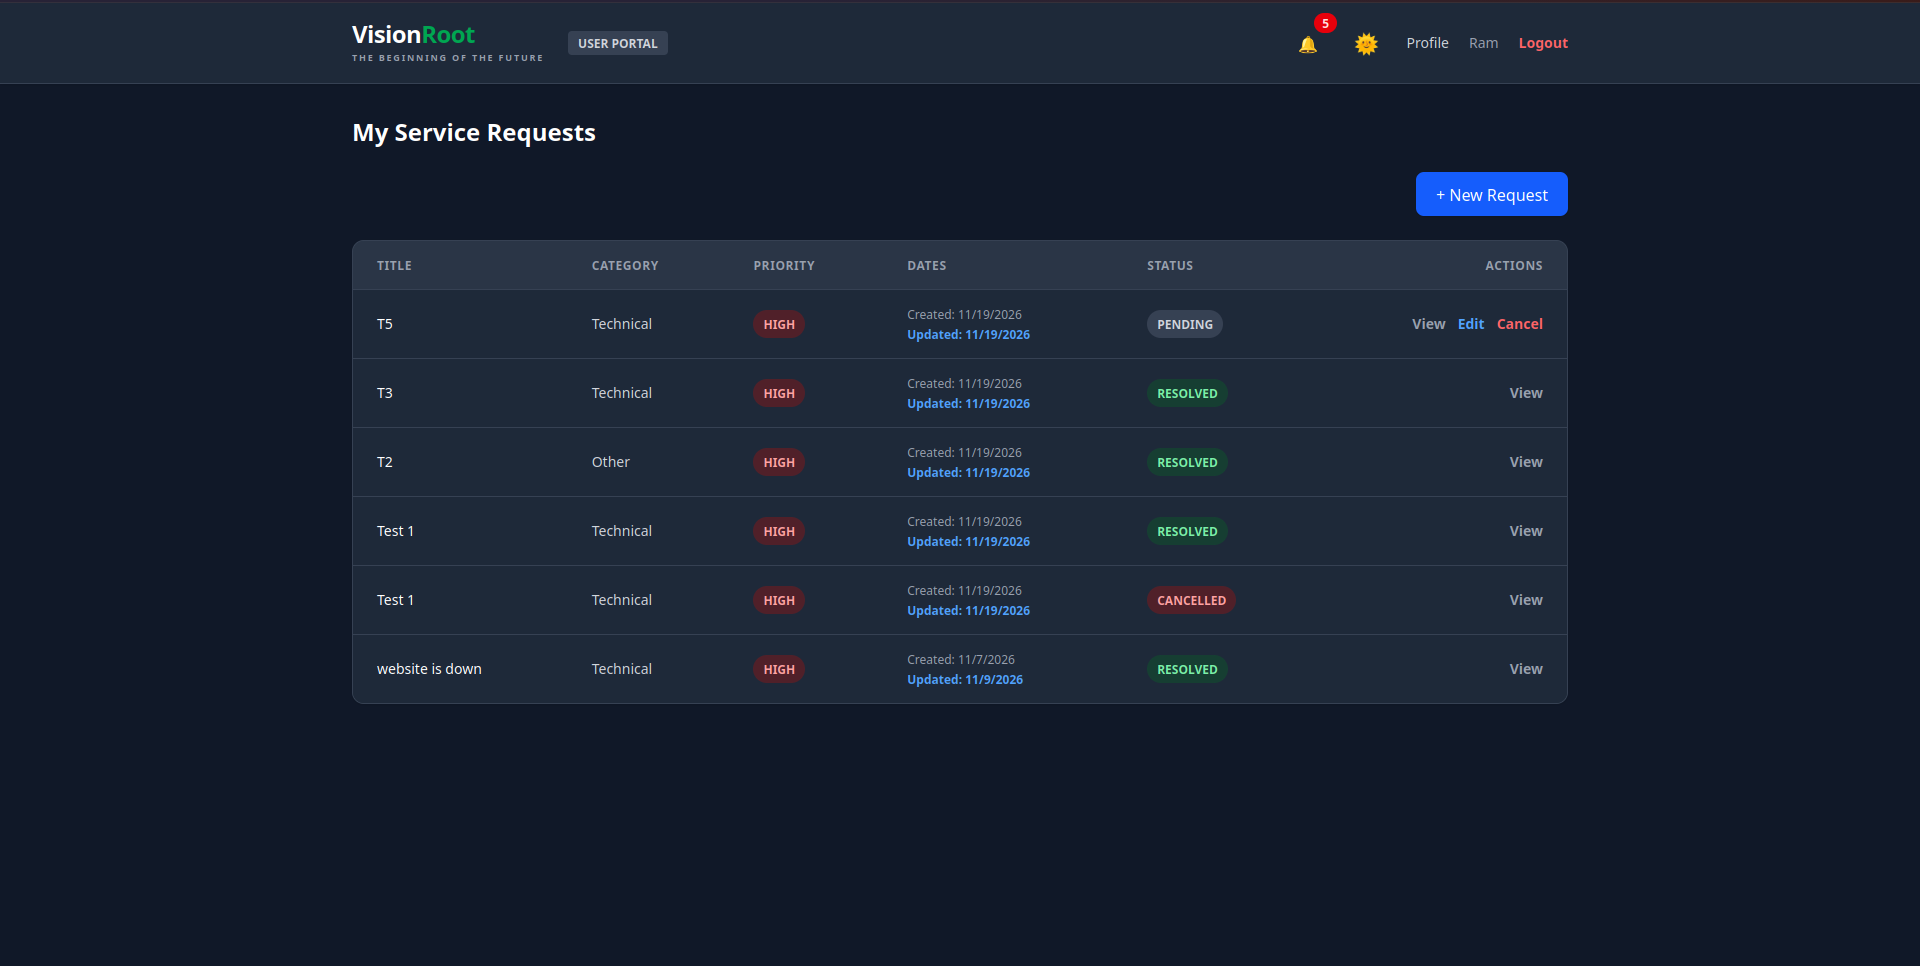 VisionRoot
THE BEGINNING OF THE FUTURE
USER PORTAL
5
Profile
Ram
Logout
My Service Requests
+ New Request
TITLE CATEGORY PRIORITY DATES STATUS ACTIONS
T5 Technical HIGH Created: 11/19/2026 PENDING View Edit Cancel
Updated: 11/19/2026
T3 Technical HIGH Created: 11/19/2026 RESOLVED View
Updated: 11/19/2026
T2 Other HIGH Created: 11/19/2026 RESOLVED View
Updated: 11/19/2026
Test 1 Technical HIGH Created: 11/19/2026 RESOLVED View
Updated: 11/19/2026
Test 1 Technical HIGH Created: 11/19/2026 CANCELLED View
Updated: 11/19/2026
website is down Technical HIGH Created: 11/7/2026 RESOLVED View
Updated: 11/9/2026